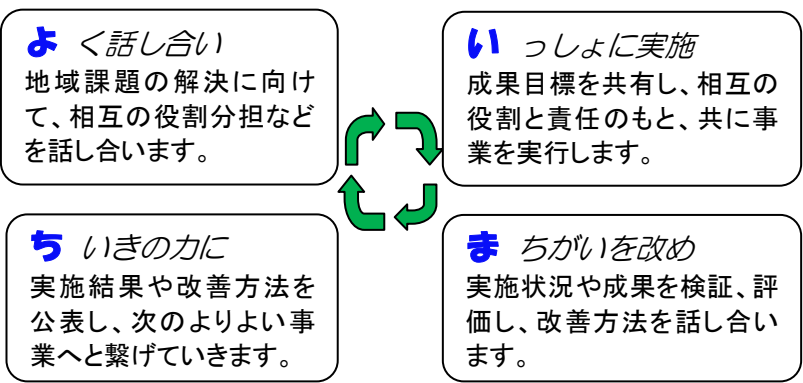 よく話し合い
地域課題の解決に向け
て、相互の役割分担など
を話し合います。
いっしょに実施
成果目標を共有し、相互の
役割と責任のもと、共に事
業を実行します。
ちいきの力に
実施結果や改善方法を
公表し、次のよりよい事
業へと繋げていきます。
まちがいを改め
実施状況や成果を検証、評
価し、改善方法を話し合い
ます。